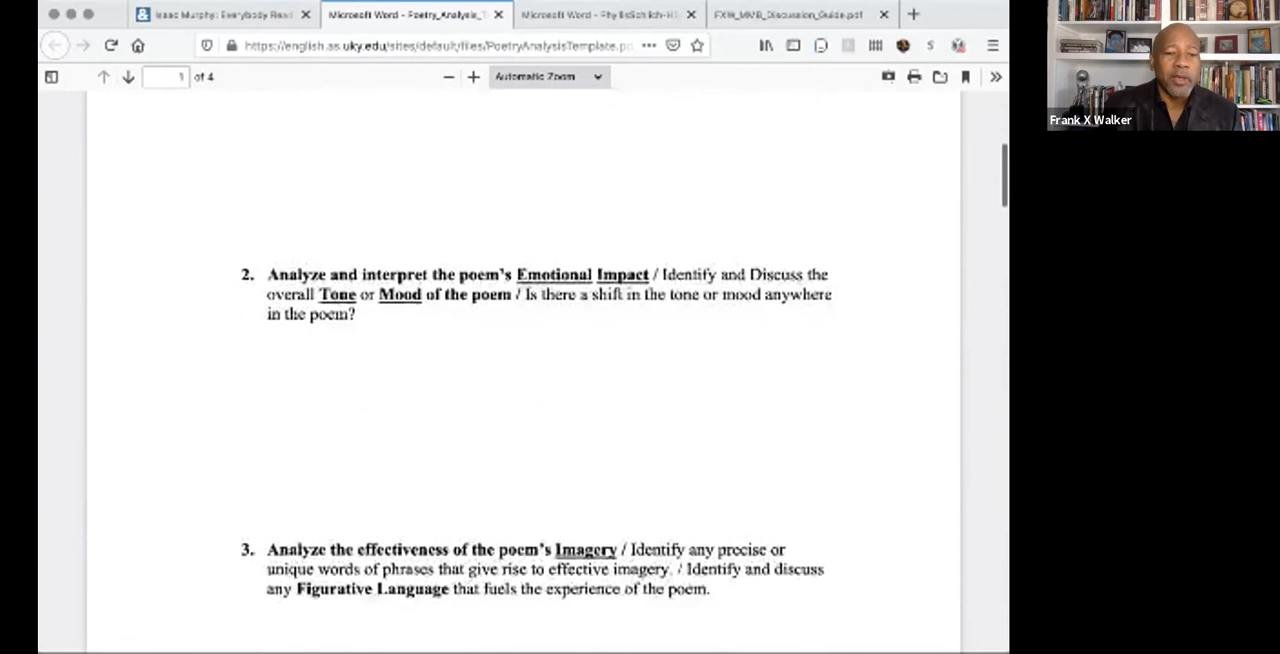 Isaac Murphy: Everybody Read
Microsoft Word - Poetry_Analysis_T
Microsoft Word -
FXW_MMB_Discussion_Guide.pdf
https://english.as.uky.edu/sites/default/files/PoetryAnalysisTemplate.pd
1 of 4
Automatic Zoom
Frank X Walker
2. Analyze and interpret the poem's Emotional Impact / Identify and Discuss the
overall Tone or Mood of the poem / Is there a shift in the tone or mood anywhere
in the poem?
3. Analyze the effectiveness of the poem's Imagery / Identify any precise or
unique words of phrases that give rise to effective imagery. / Identify and discuss
any Figurative Language that fuels the experience of the poem.